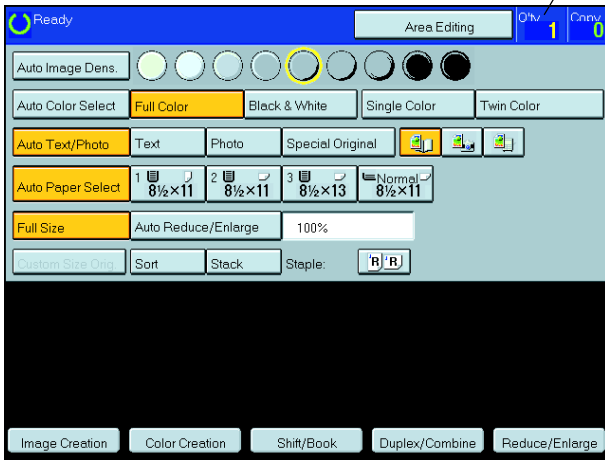 Ready Area Editing Q'ty 1 Copy 0
Auto Image Dens.
Auto Color Select Full Color Black & White Single Color Twin Color
Auto Text/Photo Text Photo Special Original
Auto Paper Select 1 8½×11 2 8½×11 3 8½×13 Normal 8½×11
Full Size Auto Reduce/Enlarge 100%
Custom Size Orig. Sort Stack Staple: R R
Image Creation Color Creation Shift/Book Duplex/Combine Reduce/Enlarge